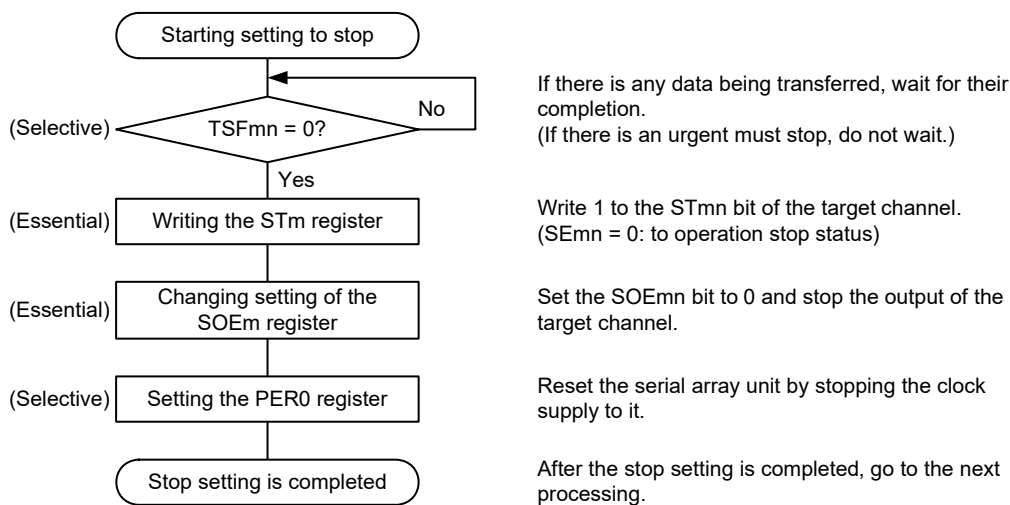 Starting setting to stop
If there is any data being transferred, wait for their
completion.
(If there is an urgent must stop, do not wait.)
No
(Selective)
TSFmn = 0?
Yes
(Essential)
Writing the STm register
Write 1 to the STmn bit of the target channel.
(SEmn = 0: to operation stop status)
(Essential)
Changing setting of the
SOEm register
Set the SOEmn bit to 0 and stop the output of the
target channel.
(Selective)
Setting the PER0 register
Reset the serial array unit by stopping the clock
supply to it.
Stop setting is completed
After the stop setting is completed, go to the next
processing.